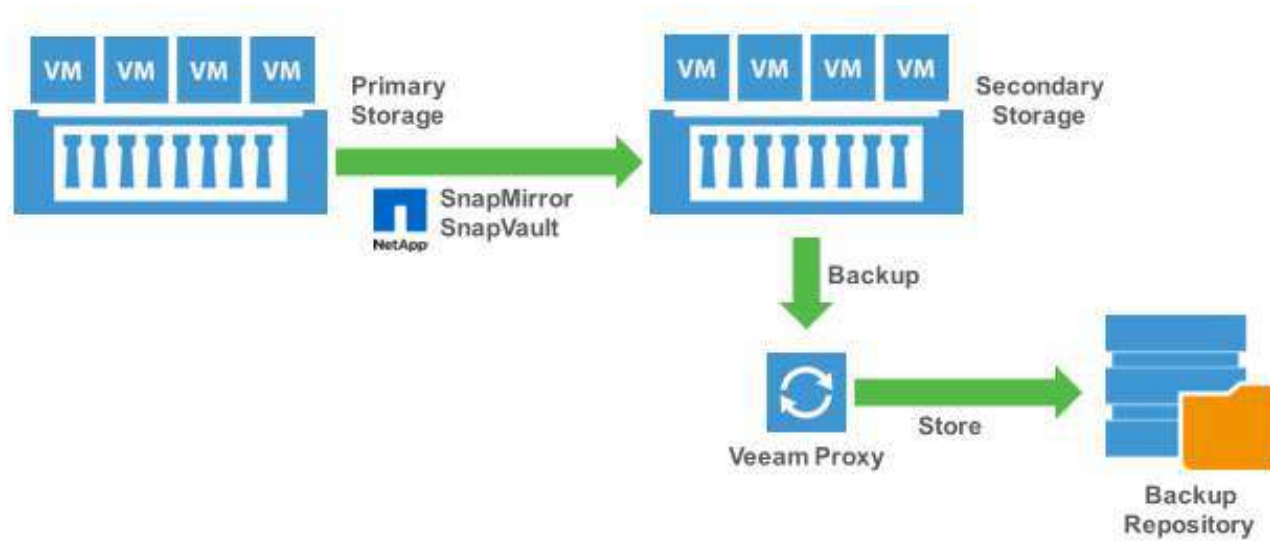 VM VM VM VM
Primary
Storage
VM VM VM VM
Secondary
Storage
SnapMirror
SnapVault
NetApp
Backup
Store
Veeam Proxy
Backup
Repository